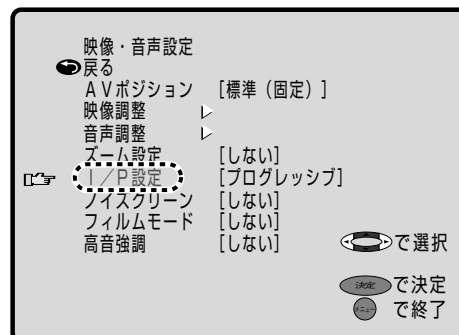 映像・音声設定
戻る
ＡＶポジション　［標準（固定）］
映像調整
音声調整
ズーム設定　［しない］
Ｉ／Ｐ設定　［プログレッシブ］
ノイズクリーン　［しない］
フィルムモード　［しない］
高音強調　［しない］
で選択
決定 で決定
メニュー で終了